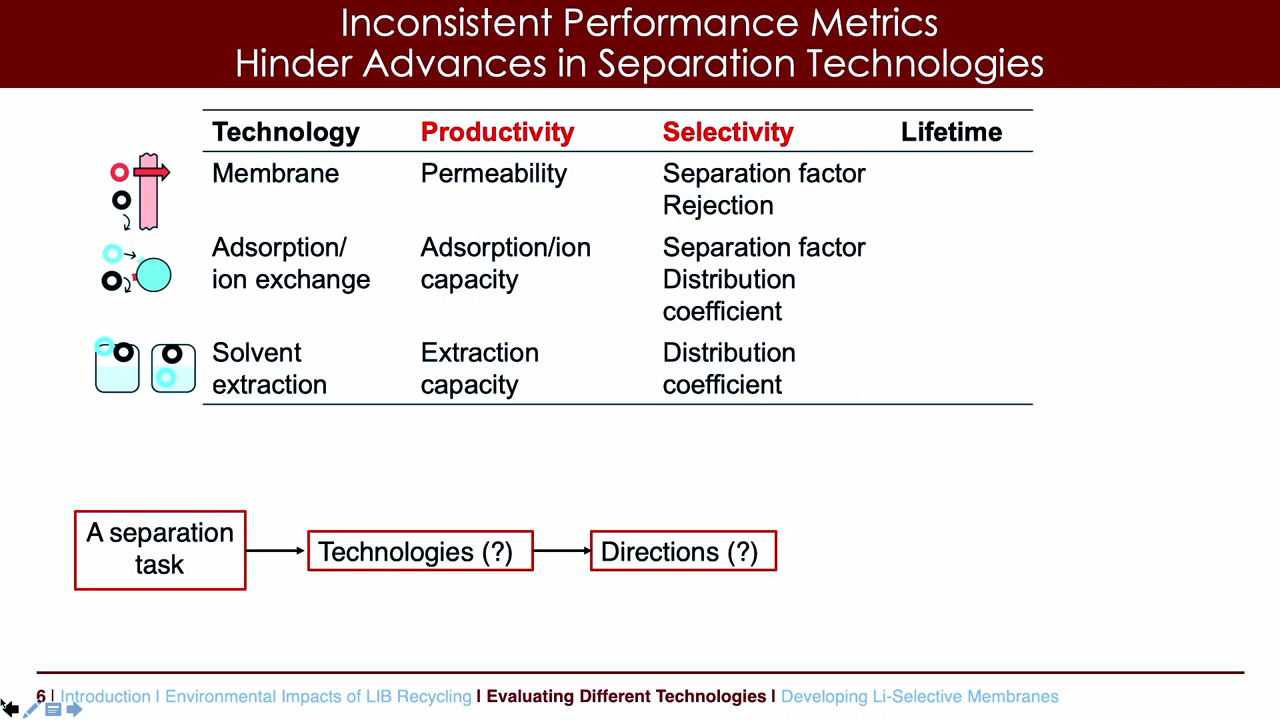 Inconsistent Performance Metrics
Hinder Advances in Separation Technologies
Technology Productivity Selectivity Lifetime
Membrane Permeability Separation factor
Rejection
Adsorption/ Adsorption/ion Separation factor
ion exchange capacity Distribution
coefficient
Solvent Extraction Distribution
extraction capacity coefficient
A separation
task
Technologies (?)
Directions (?)
6 | Introduction I Environmental Impacts of LIB Recycling I Evaluating Different Technologies I Developing Li-Selective Membranes